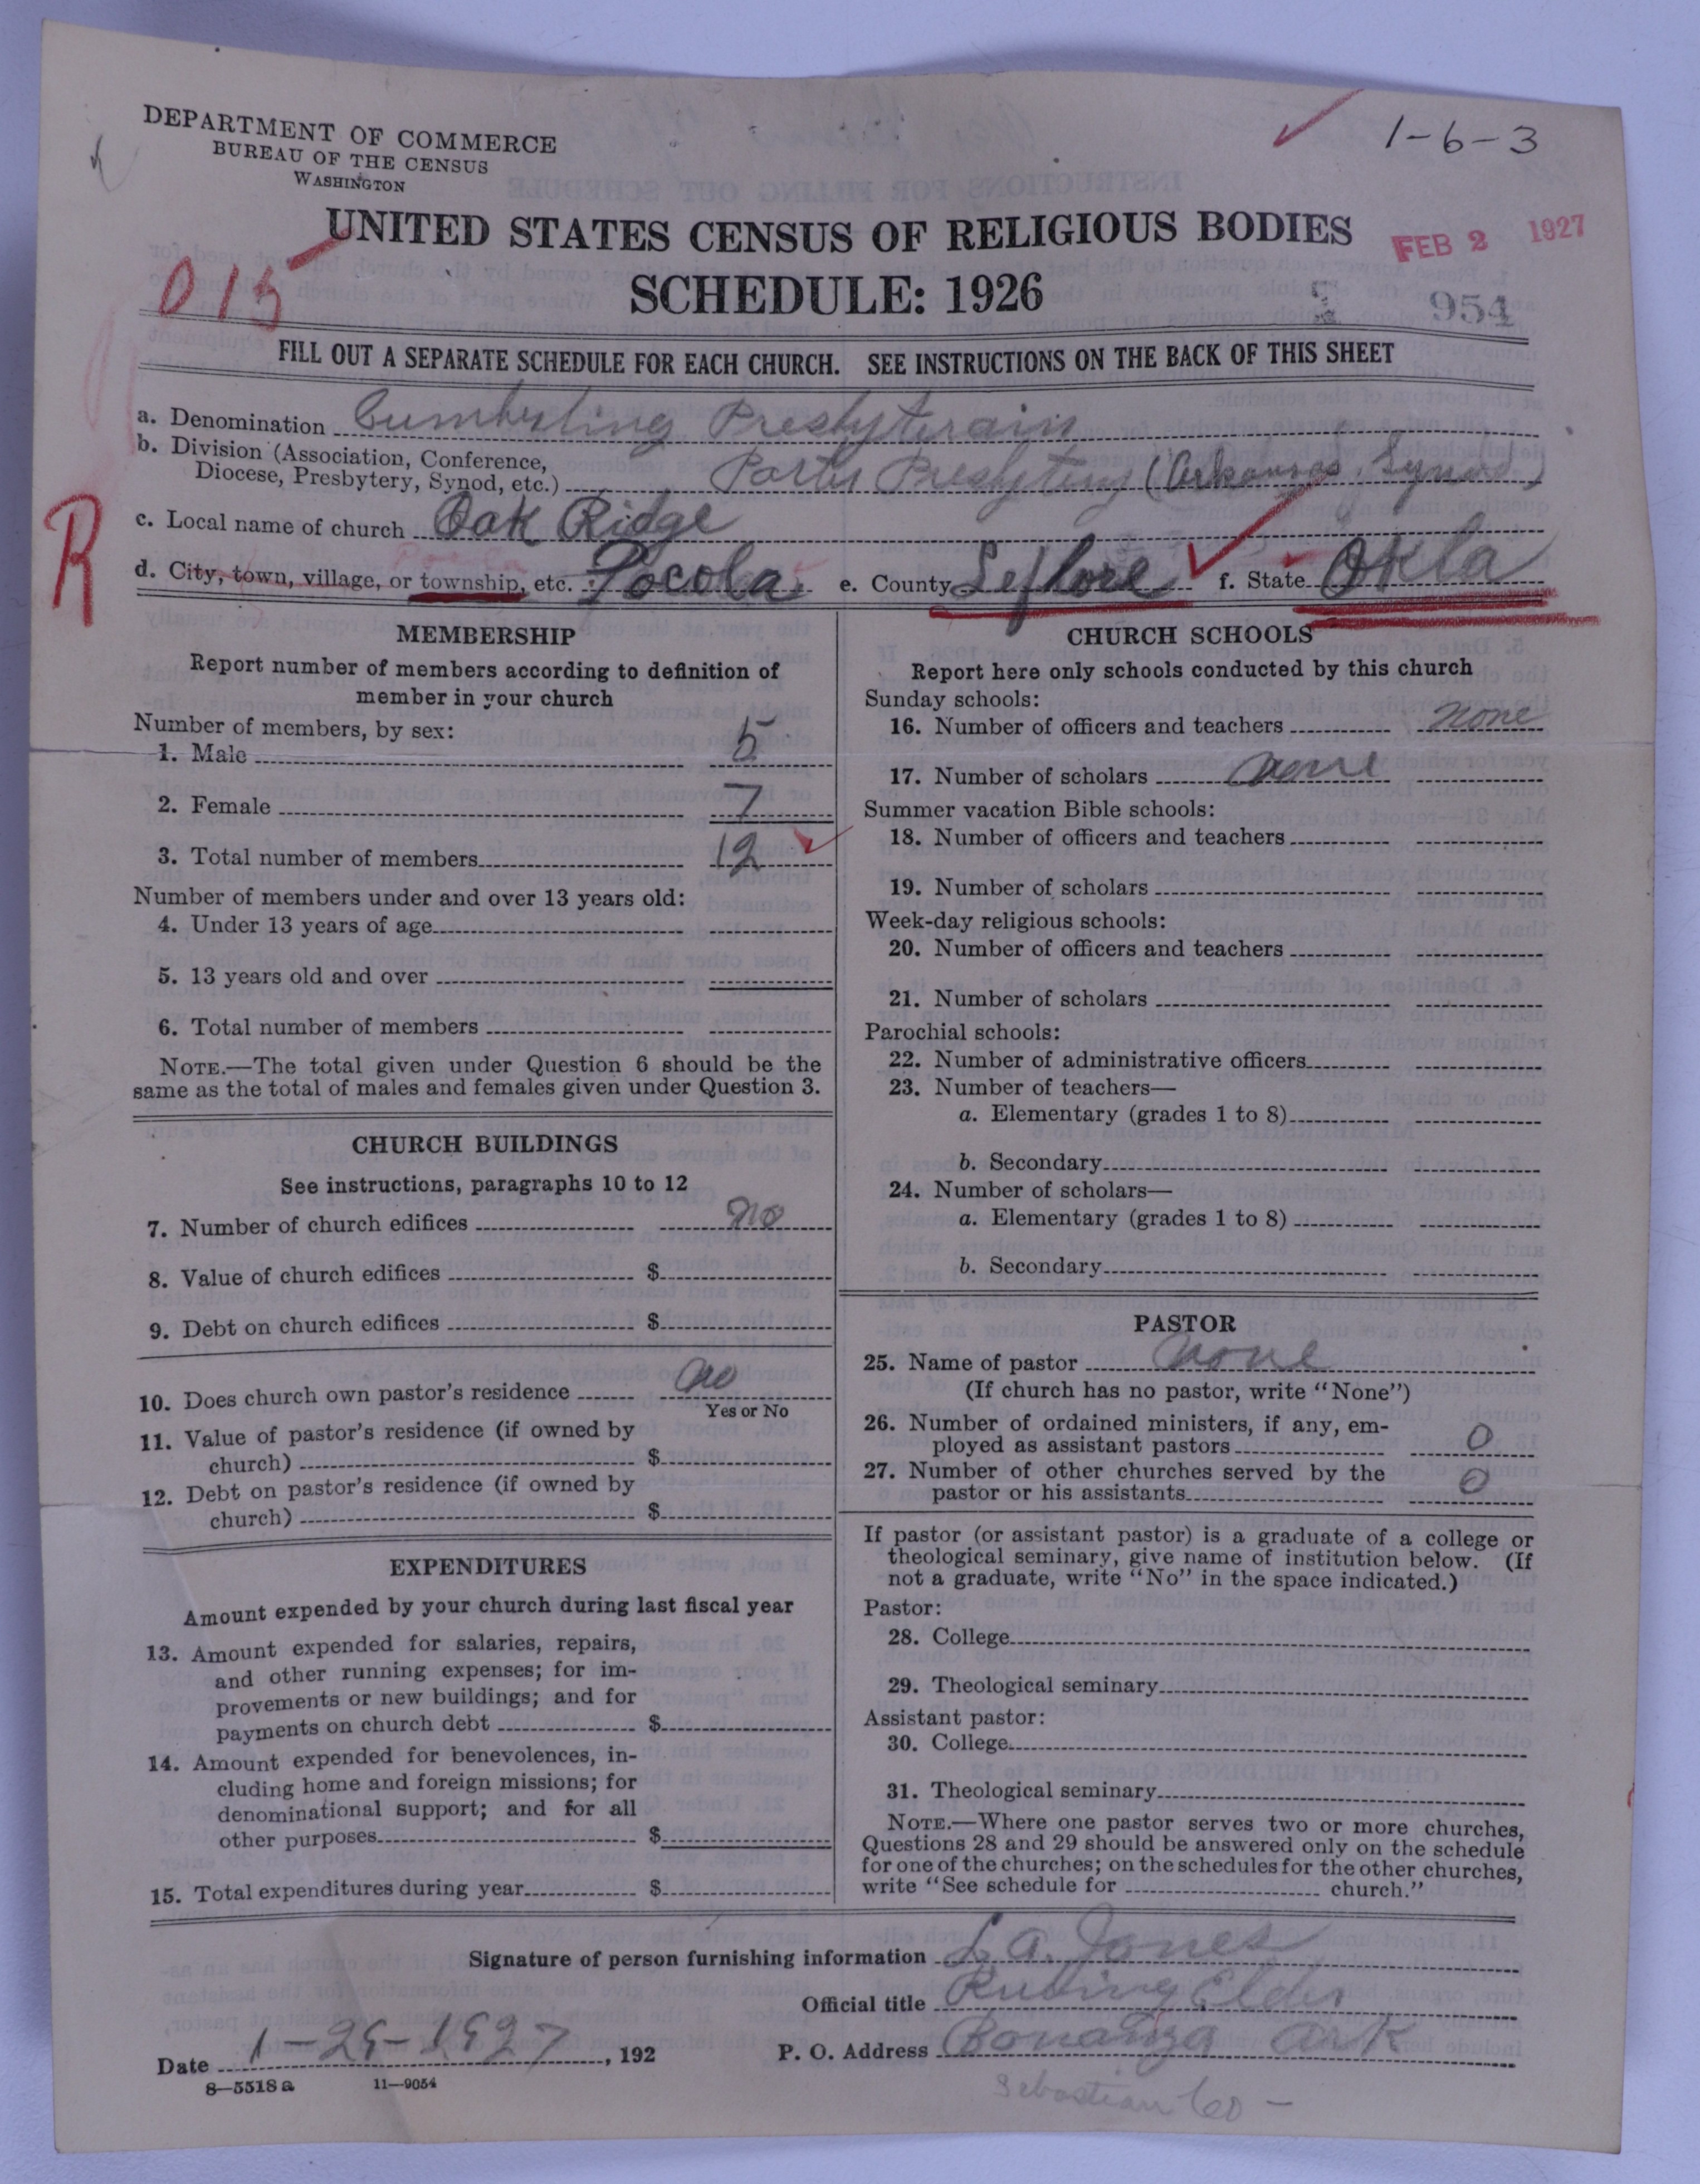 DEPARTMENT OF COMMERCE
BUREAU OF THE CENSUS
WASHINGTON
1-6-3
UNITED STATES CENSUS OF RELIGIOUS BODIES
FEB 2 1927
015
SCHEDULE: 1926
954
FILL OUT A SEPARATE SCHEDULE FOR EACH CHURCH. SEE INSTRUCTIONS ON THE BACK OF THIS SHEET
a. Denomination Cumberling Presbyterain
b. Division (Association, Conference,
Diocese, Presbytery, Synod, etc.) Porter Presbytery (Arkansas Synod)
R
c. Local name of church Oak Ridge
d. City, town, village, or township, etc. Pocola e. County Leflore f. State Okla
MEMBERSHIP
Report number of members according to definition of
member in your church
Number of members, by sex:
1. Male 5
2. Female 7
3. Total number of members 12
Number of members under and over 13 years old:
4. Under 13 years of age
5. 13 years old and over
6. Total number of members
NOTE.—The total given under Question 6 should be the
same as the total of males and females given under Question 3.
CHURCH BUILDINGS
See instructions, paragraphs 10 to 12
7. Number of church edifices no
8. Value of church edifices $
9. Debt on church edifices $
10. Does church own pastor's residence no
Yes or No
11. Value of pastor's residence (if owned by
church) $
12. Debt on pastor's residence (if owned by
church) $
EXPENDITURES
Amount expended by your church during last fiscal year
13. Amount expended for salaries, repairs,
and other running expenses; for im-
provements or new buildings; and for
payments on church debt $
14. Amount expended for benevolences, in-
cluding home and foreign missions; for
denominational support; and for all
other purposes $
15. Total expenditures during year $
CHURCH SCHOOLS
Report here only schools conducted by this church
Sunday schools:
16. Number of officers and teachers none
17. Number of scholars none
Summer vacation Bible schools:
18. Number of officers and teachers
19. Number of scholars
Week-day religious schools:
20. Number of officers and teachers
21. Number of scholars
Parochial schools:
22. Number of administrative officers
23. Number of teachers—
a. Elementary (grades 1 to 8)
b. Secondary
24. Number of scholars—
a. Elementary (grades 1 to 8)
b. Secondary
PASTOR
25. Name of pastor none
(If church has no pastor, write "None")
26. Number of ordained ministers, if any, em-
ployed as assistant pastors 0
27. Number of other churches served by the
pastor or his assistants 0
If pastor (or assistant pastor) is a graduate of a college or
theological seminary, give name of institution below. (If
not a graduate, write "No" in the space indicated.)
Pastor:
28. College
29. Theological seminary
Assistant pastor:
30. College
31. Theological seminary
NOTE.—Where one pastor serves two or more churches,
Questions 28 and 29 should be answered only on the schedule
for one of the churches; on the schedules for the other churches,
write "See schedule for church."
Signature of person furnishing information L. A. Jones
Official title Ruling Elder
Date 1-25-1927, 192
P. O. Address Bonanza Ark
8—5518 a 11—9054
Sebastian Co —